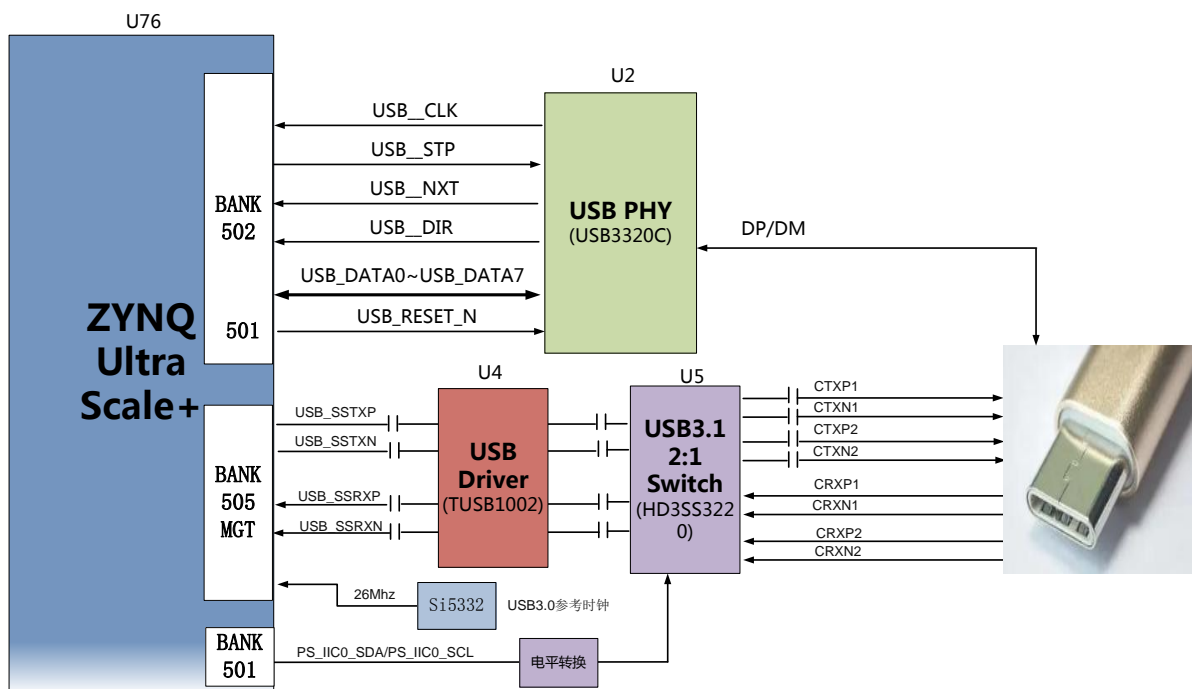 U76
U2
USB__CLK
USB__STP
USB__NXT
USB__DIR
USB_DATA0~USB_DATA7
USB_RESET_N
BANK
502
501
USB PHY
(USB3320C)
DP/DM
ZYNQ
Ultra
Scale+
U4
U5
USB_SSTXP
USB_SSTXN
USB_SSRXP
USB_SSRXN
BANK
505
MGT
USB
Driver
(TUSB1002)
USB3.1
2:1
Switch
(HD3SS322
0)
CTXP1
CTXN1
CTXP2
CTXN2
CRXP1
CRXN1
CRXP2
CRXN2
26Mhz
Si5332
USB3.0参考时钟
BANK
501
PS_IIC0_SDA/PS_IIC0_SCL
电平转换